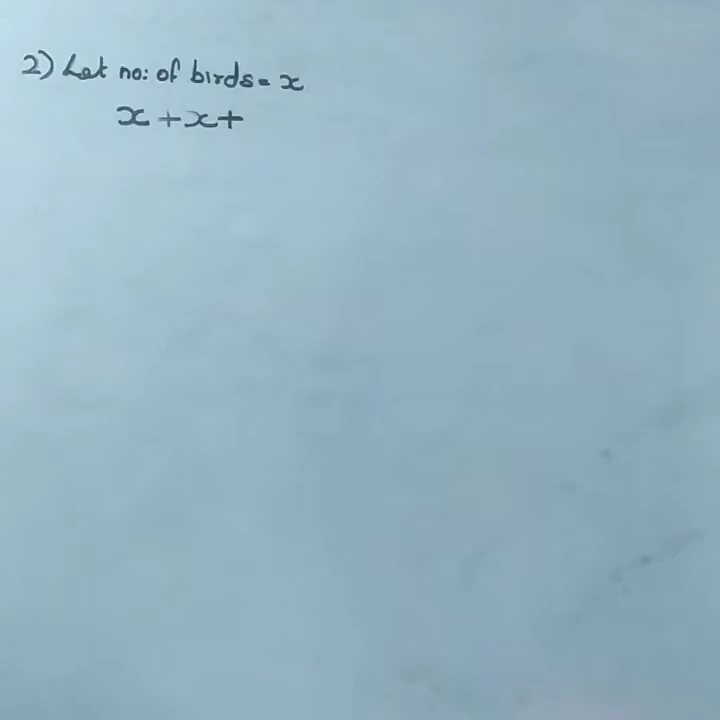 2) Let no: of birds = x
x + x +